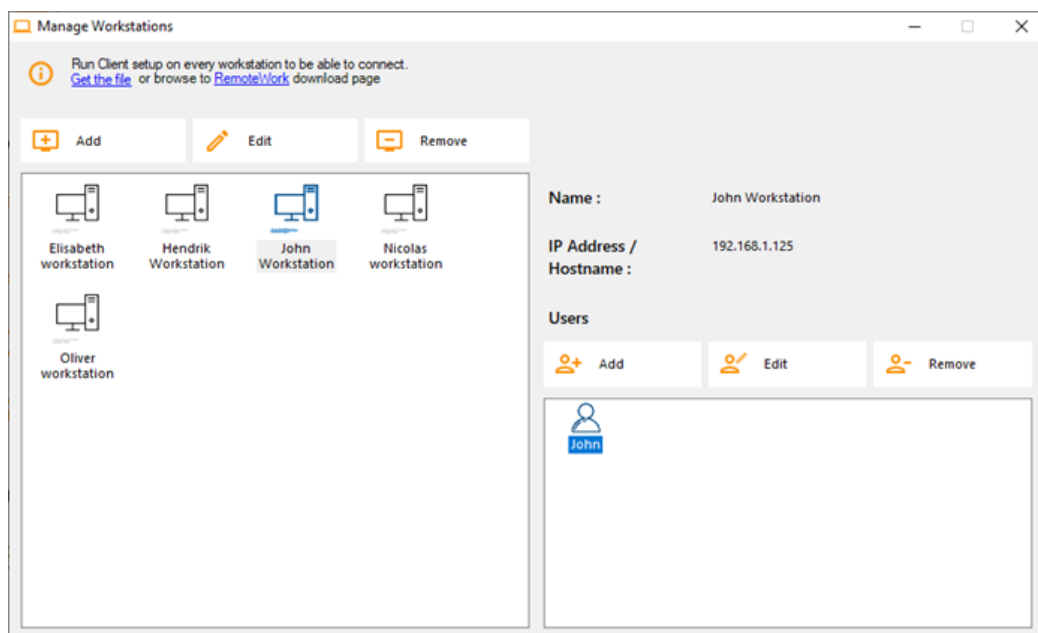 Manage Workstations
Run Client setup on every workstation to be able to connect.
Get the file or browse to RemoteWork download page
Add
Edit
Remove
Elisabeth
workstation
Hendrik
Workstation
John
Workstation
Nicolas
workstation
Oliver
workstation
Name :
John Workstation
IP Address /
Hostname :
192.168.1.125
Users
Add
Edit
Remove
John